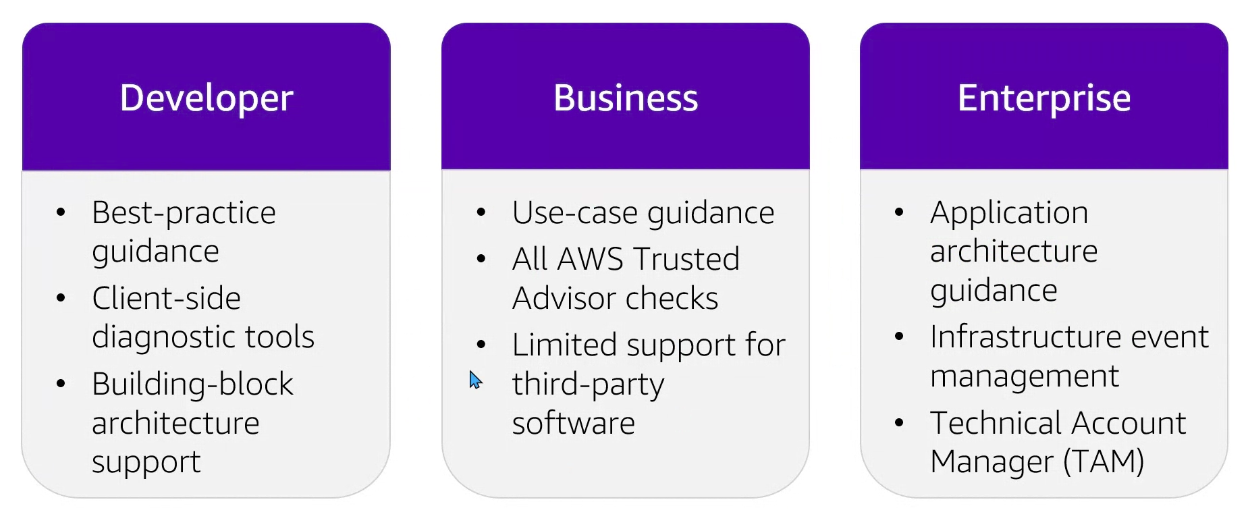 Developer
• Best-practice
guidance
• Client-side
diagnostic tools
• Building-block
architecture
support
Business
• Use-case guidance
• All AWS Trusted
Advisor checks
• Limited support for
third-party
software
Enterprise
• Application
architecture
guidance
• Infrastructure event
management
• Technical Account
Manager (TAM)